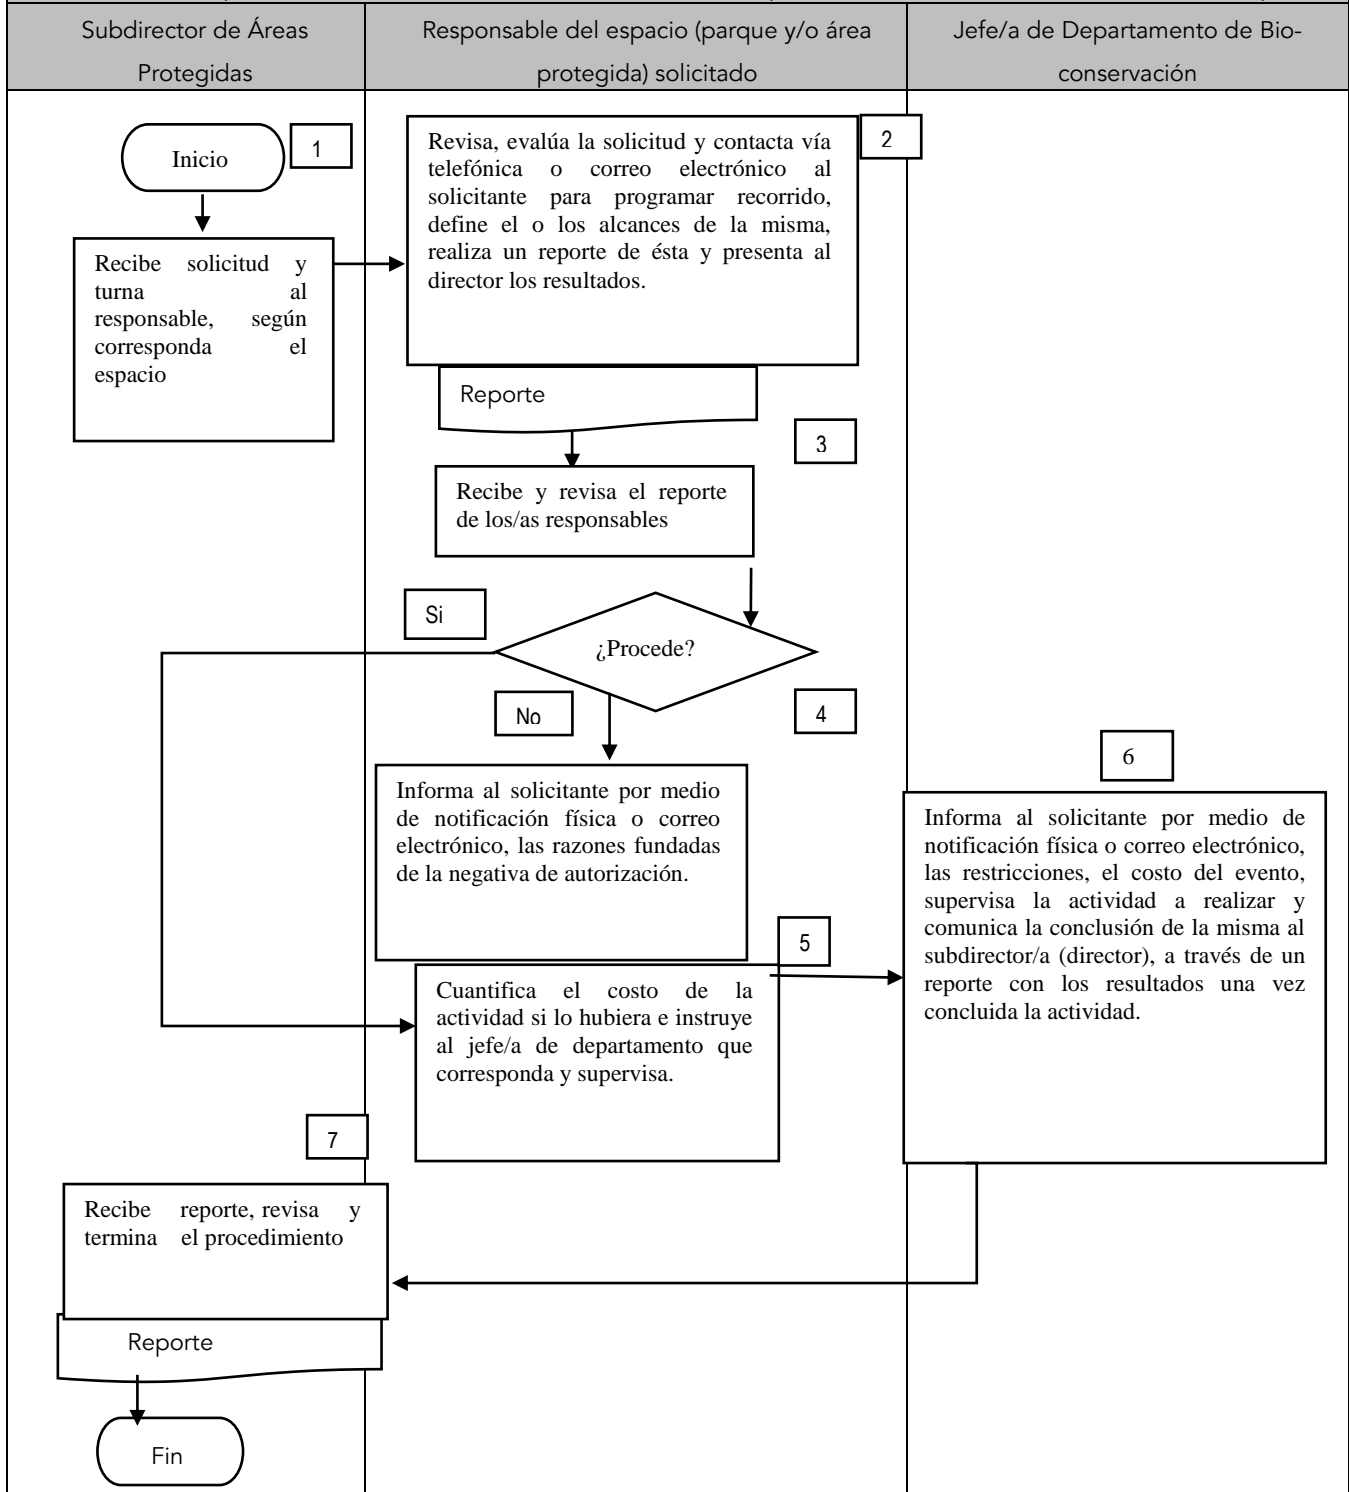 Subdirector de Áreas
Protegidas
Responsable del espacio (parque y/o área
protegida) solicitado
Jefe/a de Departamento de Bio-
conservación
Inicio
1
Recibe solicitud y
turna al
responsable, según
corresponda el
espacio
2
Revisa, evalúa la solicitud y contacta vía
telefónica o correo electrónico al
solicitante para programar recorrido,
define el o los alcances de la misma,
realiza un reporte de ésta y presenta al
director los resultados.
Reporte
3
Recibe y revisa el reporte
de los/as responsables
Si
¿Procede?
No
4
Informa al solicitante por medio
de notificación física o correo
electrónico, las razones fundadas
de la negativa de autorización.
5
Cuantifica el costo de la
actividad si lo hubiera e instruye
al jefe/a de departamento que
corresponda y supervisa.
6
Informa al solicitante por medio de
notificación física o correo electrónico,
las restricciones, el costo del evento,
supervisa la actividad a realizar y
comunica la conclusión de la misma al
subdirector/a (director), a través de un
reporte con los resultados una vez
concluida la actividad.
7
Recibe reporte, revisa y
termina el procedimiento
Reporte
Fin